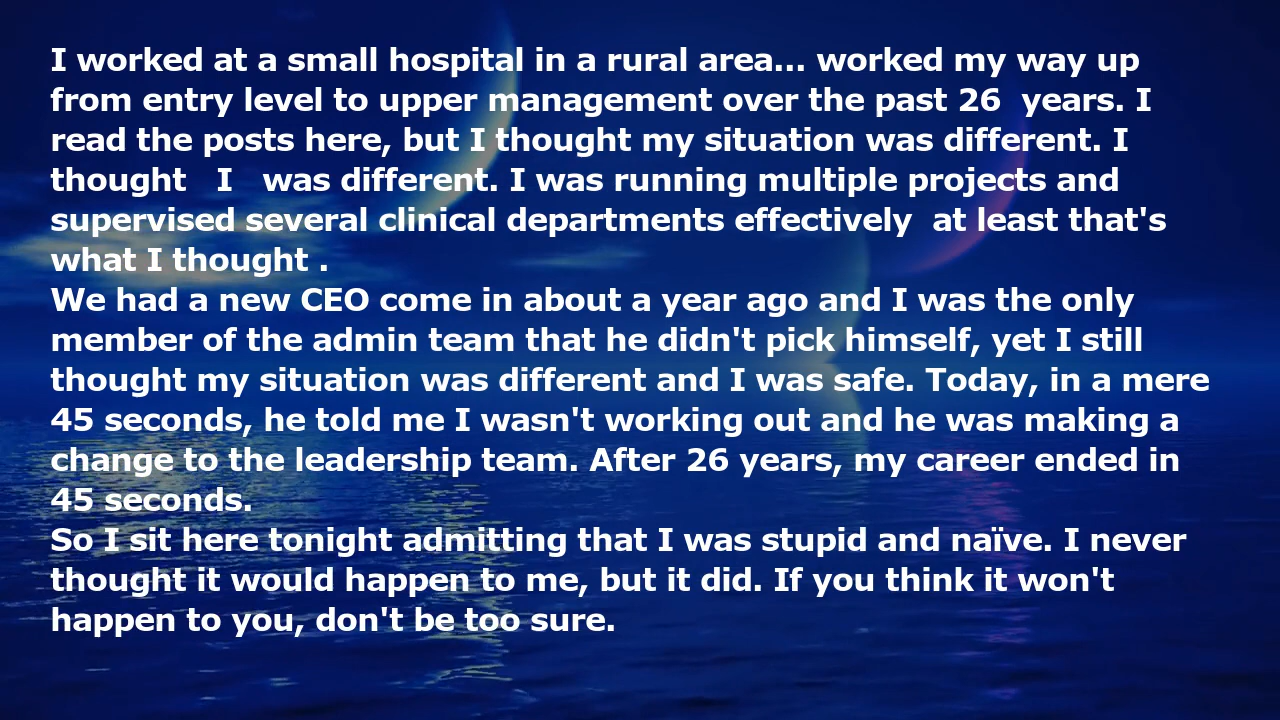 I worked at a small hospital in a rural area... worked my way up
from entry level to upper management over the past 26  years. I
read the posts here, but I thought my situation was different. I
thought   I   was different. I was running multiple projects and
supervised several clinical departments effectively  at least that's
what I thought .
We had a new CEO come in about a year ago and I was the only
member of the admin team that he didn't pick himself, yet I still
thought my situation was different and I was safe. Today, in a mere
45 seconds, he told me I wasn't working out and he was making a
change to the leadership team. After 26 years, my career ended in
45 seconds.
So I sit here tonight admitting that I was stupid and naïve. I never
thought it would happen to me, but it did. If you think it won't
happen to you, don't be too sure.